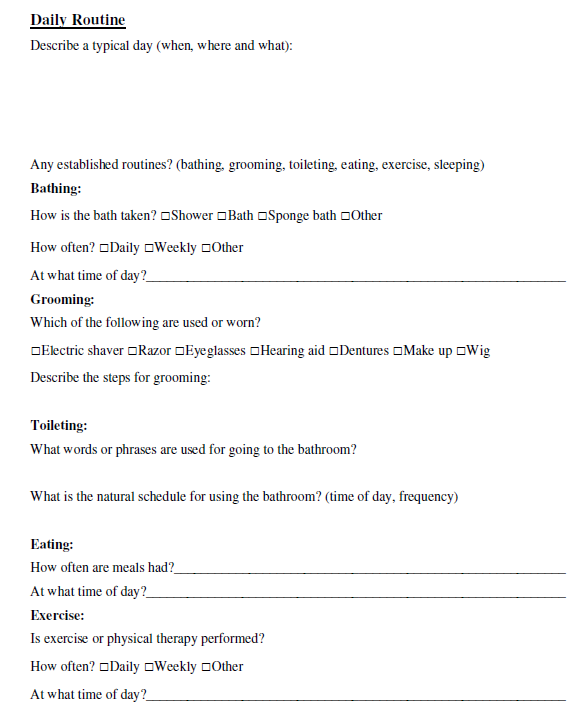 Daily Routine
Describe a typical day (when, where and what):
Any established routines? (bathing, grooming, toileting, eating, exercise, sleeping)
Bathing:
How is the bath taken? □Shower □Bath □Sponge bath □Other
How often? □Daily □Weekly □Other
At what time of day?
Grooming:
Which of the following are used or worn?
□Electric shaver □Razor □Eyeglasses □Hearing aid □Dentures □Make up □Wig
Describe the steps for grooming:
Toileting:
What words or phrases are used for going to the bathroom?
What is the natural schedule for using the bathroom? (time of day, frequency)
Eating:
How often are meals had?
At what time of day?
Exercise:
Is exercise or physical therapy performed?
How often? □Daily □Weekly □Other
At what time of day?